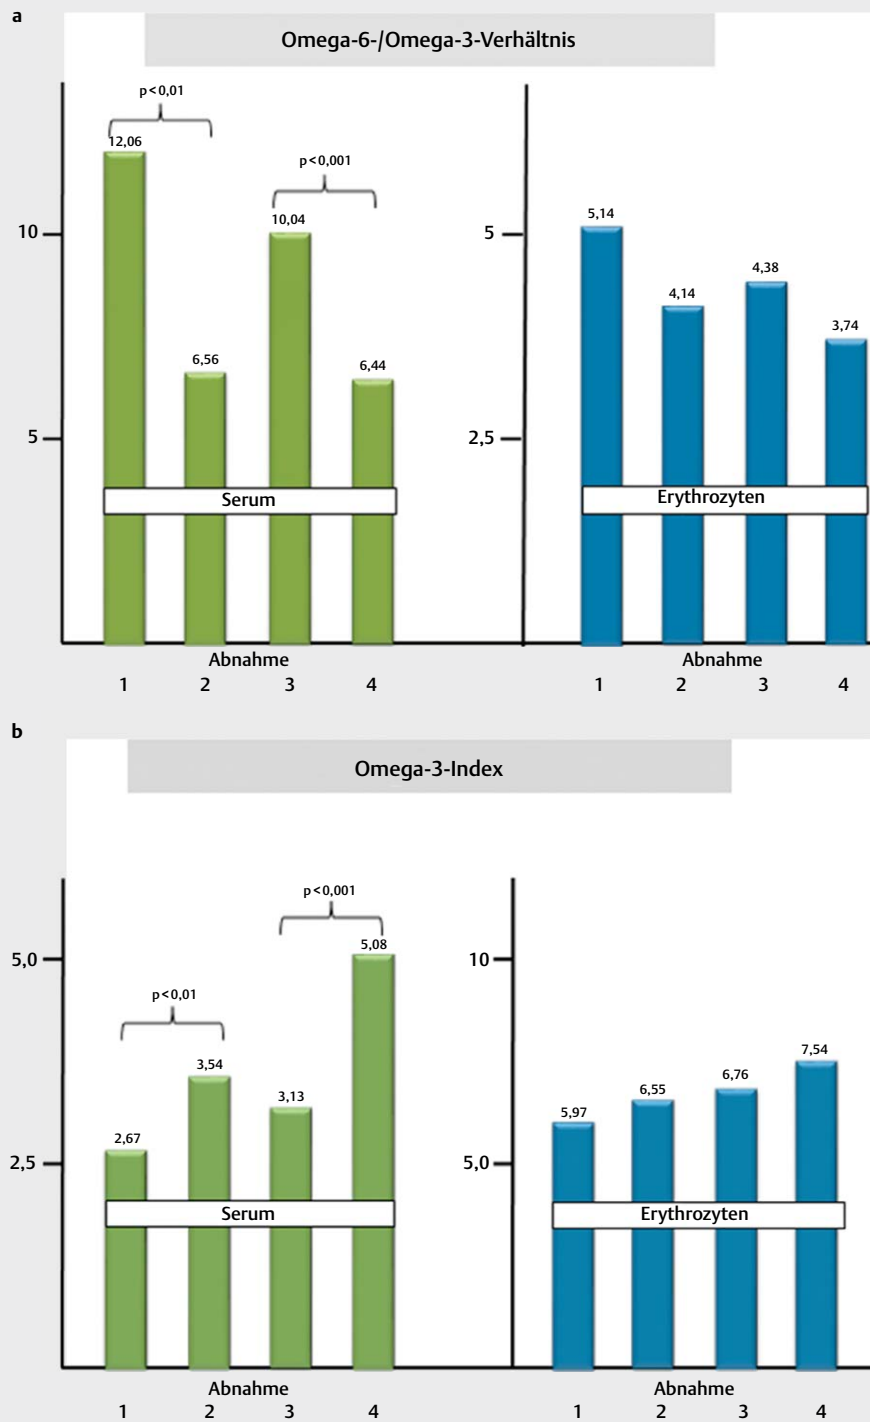 a
Omega-6-/Omega-3-Verhältnis
p<0,01
12,06
p<0,001
10,04
10
6,56
6,44
5
Serum
Abnahme
1 2 3 4
5,14
5
4,14
4,38
3,74
2,5
Erythrozyten
Abnahme
1 2 3 4
b
Omega-3-Index
p<0,001
5,08
5,0
p<0,01
3,54
3,13
2,67
2,5
Serum
Abnahme
1 2 3 4
10
7,54
6,76
6,55
5,97
5,0
Erythrozyten
Abnahme
1 2 3 4